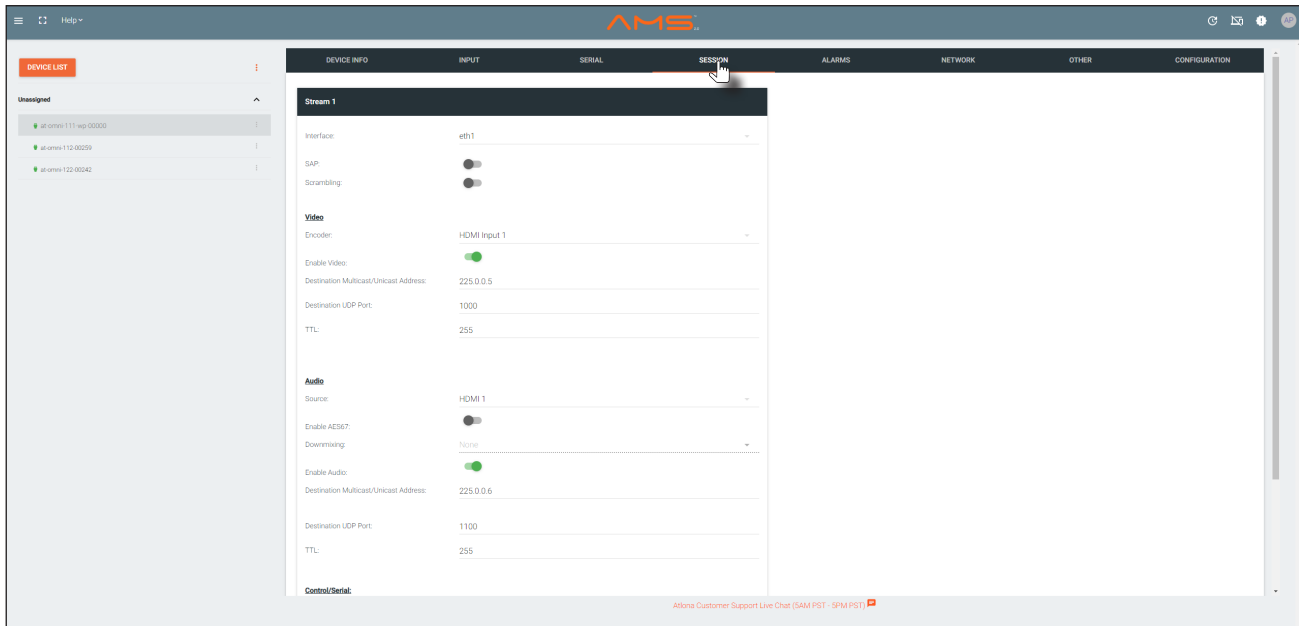 Help
AMS
AP
DEVICE LIST
Unassigned
at-omni-111-wp-00000
at-omni-112-00259
at-omni-122-00242
DEVICE INFO INPUT SERIAL SESSION ALARMS NETWORK OTHER CONFIGURATION
Stream 1
Interface: eth1
SAP:
Scrambling:
Video
Encoder: HDMI Input 1
Enable Video:
Destination Multicast/Unicast Address: 225.0.0.5
Destination UDP Port: 1000
TTL: 255
Audio
Source: HDMI 1
Enable AES67:
Downmixing: None
Enable Audio:
Destination Multicast/Unicast Address: 225.0.0.6
Destination UDP Port: 1100
TTL: 255
Control/Serial:
Atlona Customer Support Live Chat (5AM PST - 5PM PST)